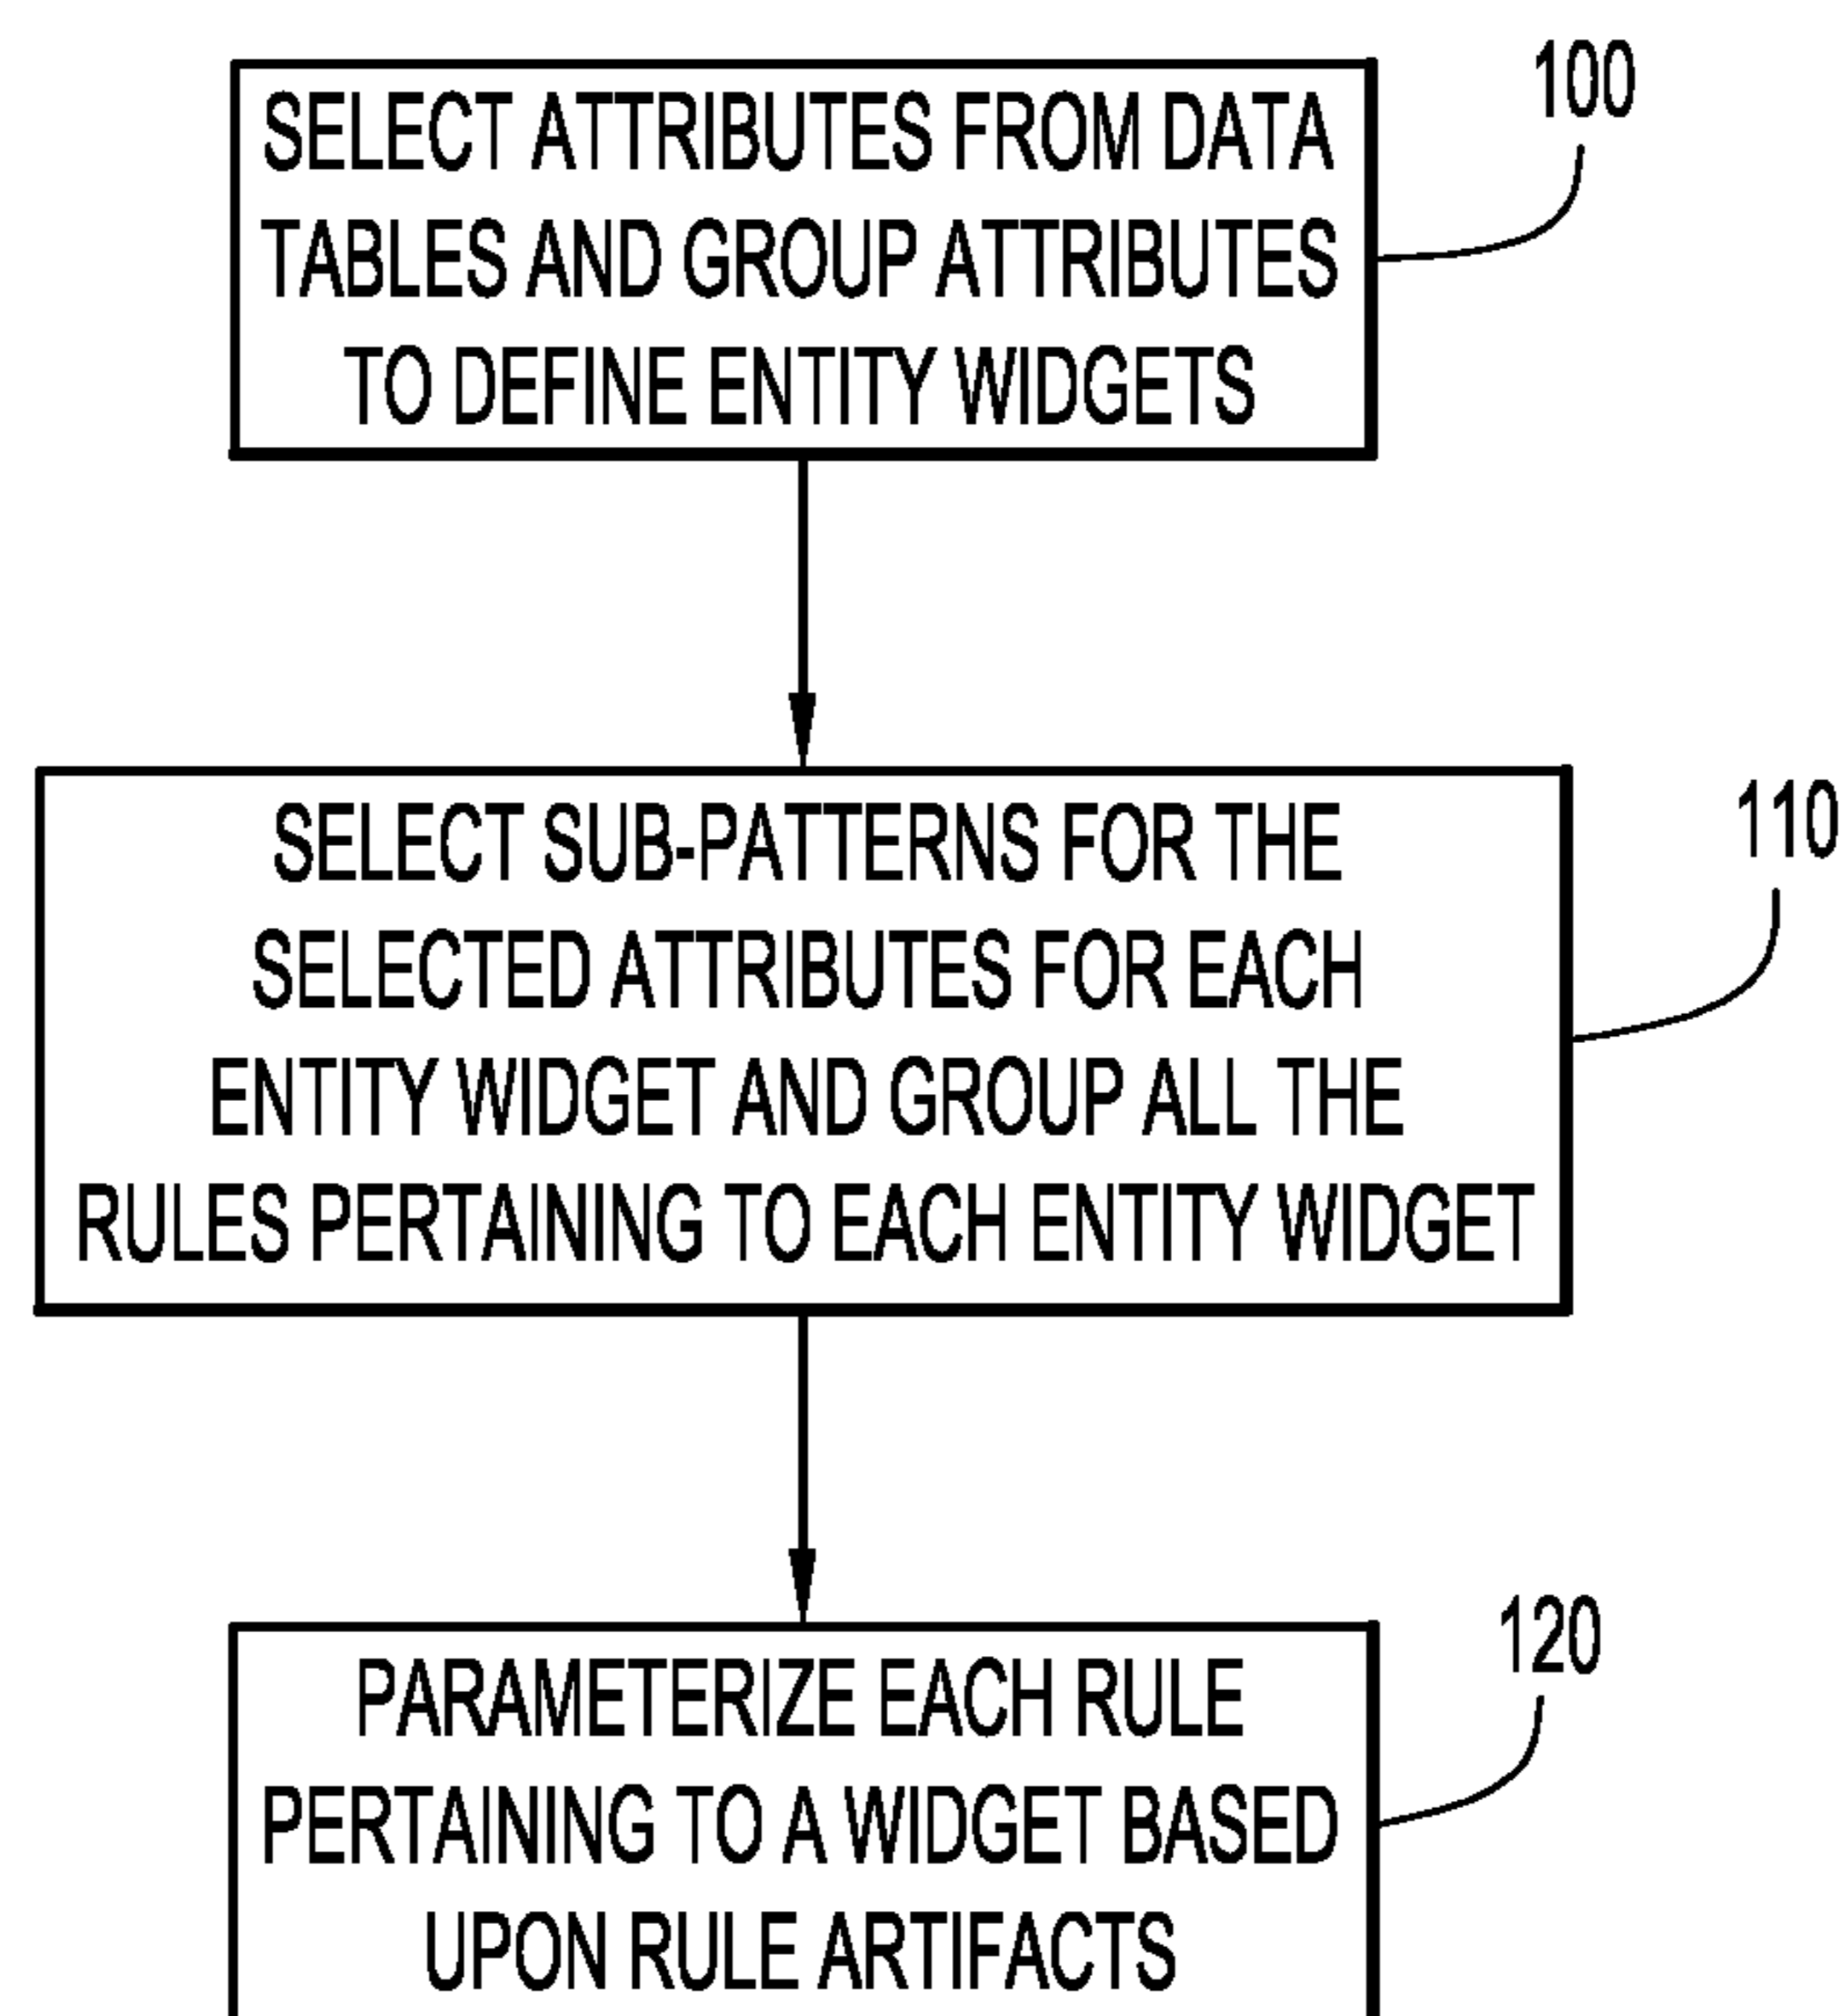 100
SELECT ATTRIBUTES FROM DATA
TABLES AND GROUP ATTRIBUTES
TO DEFINE ENTITY WIDGETS
110
SELECT SUB-PATTERNS FOR THE
SELECTED ATTRIBUTES FOR EACH
ENTITY WIDGET AND GROUP ALL THE
RULES PERTAINING TO EACH ENTITY WIDGET
120
PARAMETERIZE EACH RULE
PERTAINING TO A WIDGET BASED
UPON RULE ARTIFACTS